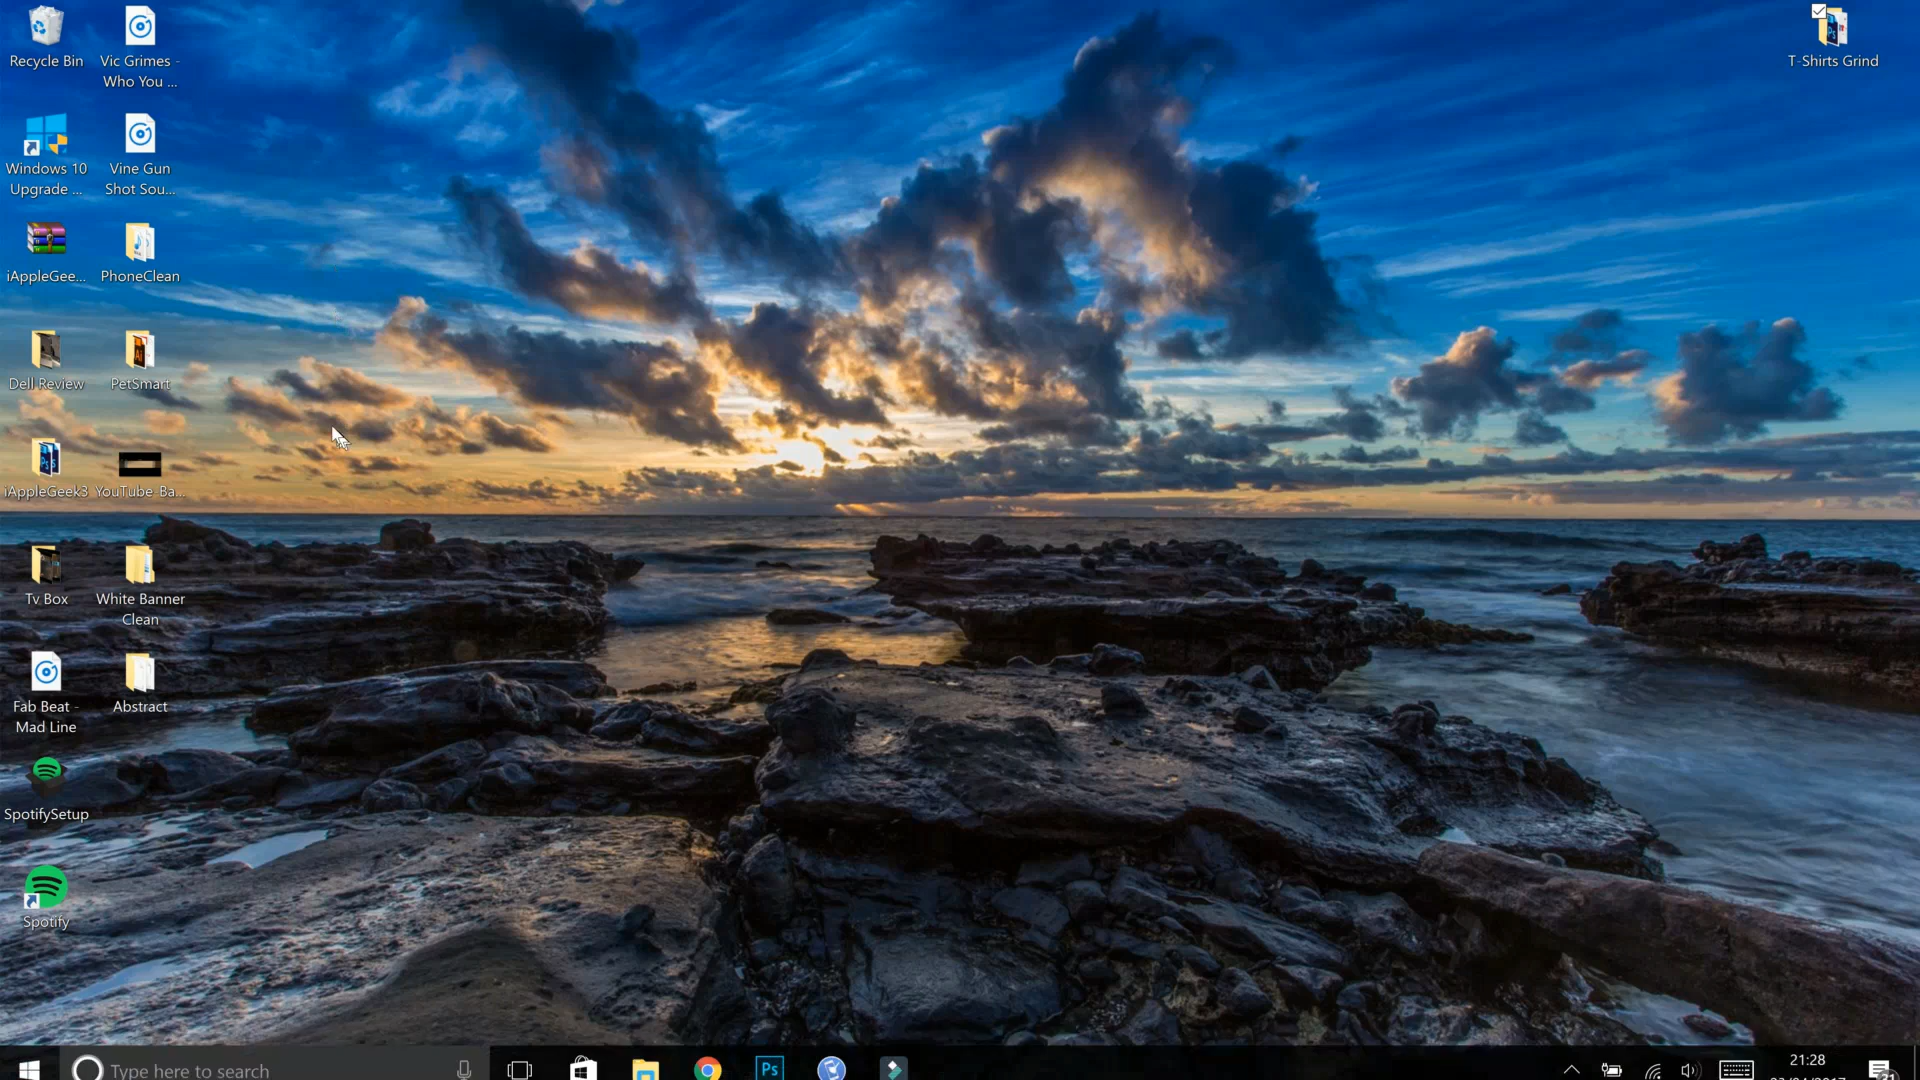 Recycle Bin
Vic Grimes -
Who You ...
T-Shirts Grind
Windows 10
Upgrade ...
Vine Gun
Shot Sou...
iAppleGee...
PhoneClean
Dell Review
PetSmart
iAppleGeek3
YouTube-Ba...
Tv Box
White Banner
Clean
Fab Beat -
Mad Line
Abstract
SpotifySetup
Spotify
Type here to search
Ps
21:28